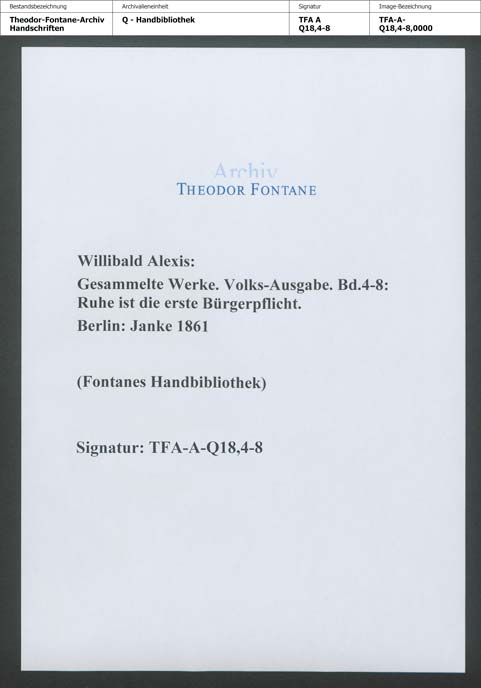 Bestandsbezeichnung Archivalieneinheit Signatur Image-Bezeichnung
Theodor-Fontane-Archiv Q - Handbibliothek TFA A TFA-A-
Handschriften Q18,4-8 Q18,4-8,0000
Archiv
THEODOR FONTANE
Willibald Alexis:
Gesammelte Werke. Volks-Ausgabe. Bd.4-8:
Ruhe ist die erste Bürgerpflicht.
Berlin: Janke 1861
(Fontanes Handbibliothek)
Signatur: TFA-A-Q18,4-8